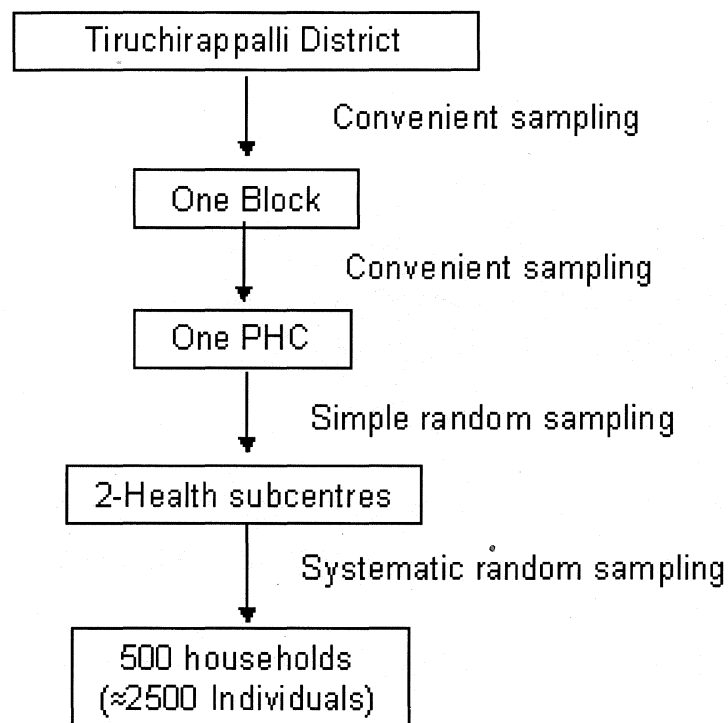 Tiruchirappalli District
Convenient sampling
One Block
Convenient sampling
One PHC
Simple random sampling
2-Health subcentres
Systematic random sampling
500 households
(≈2500 Individuals)